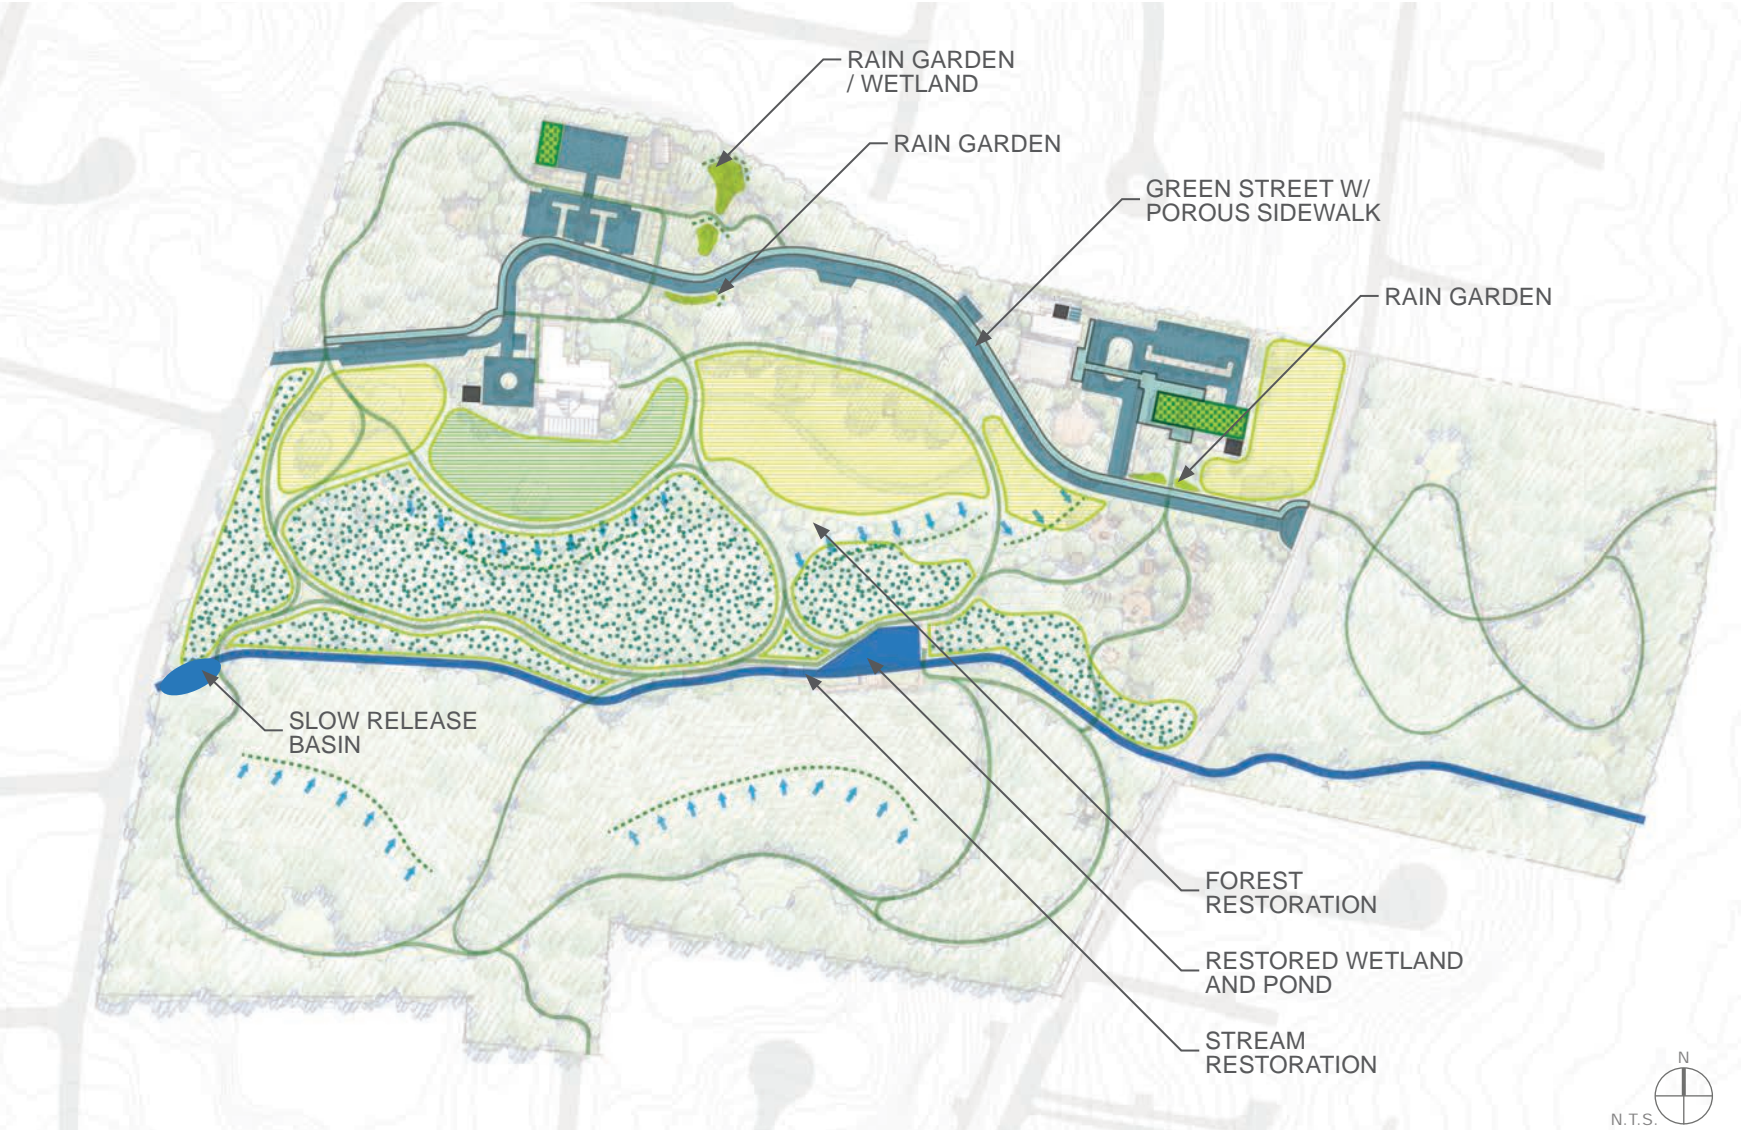 RAIN GARDEN
/ WETLAND
RAIN GARDEN
GREEN STREET W/
POROUS SIDEWALK
RAIN GARDEN
SLOW RELEASE
BASIN
FOREST
RESTORATION
RESTORED WETLAND
AND POND
STREAM
RESTORATION
N
N.T.S.